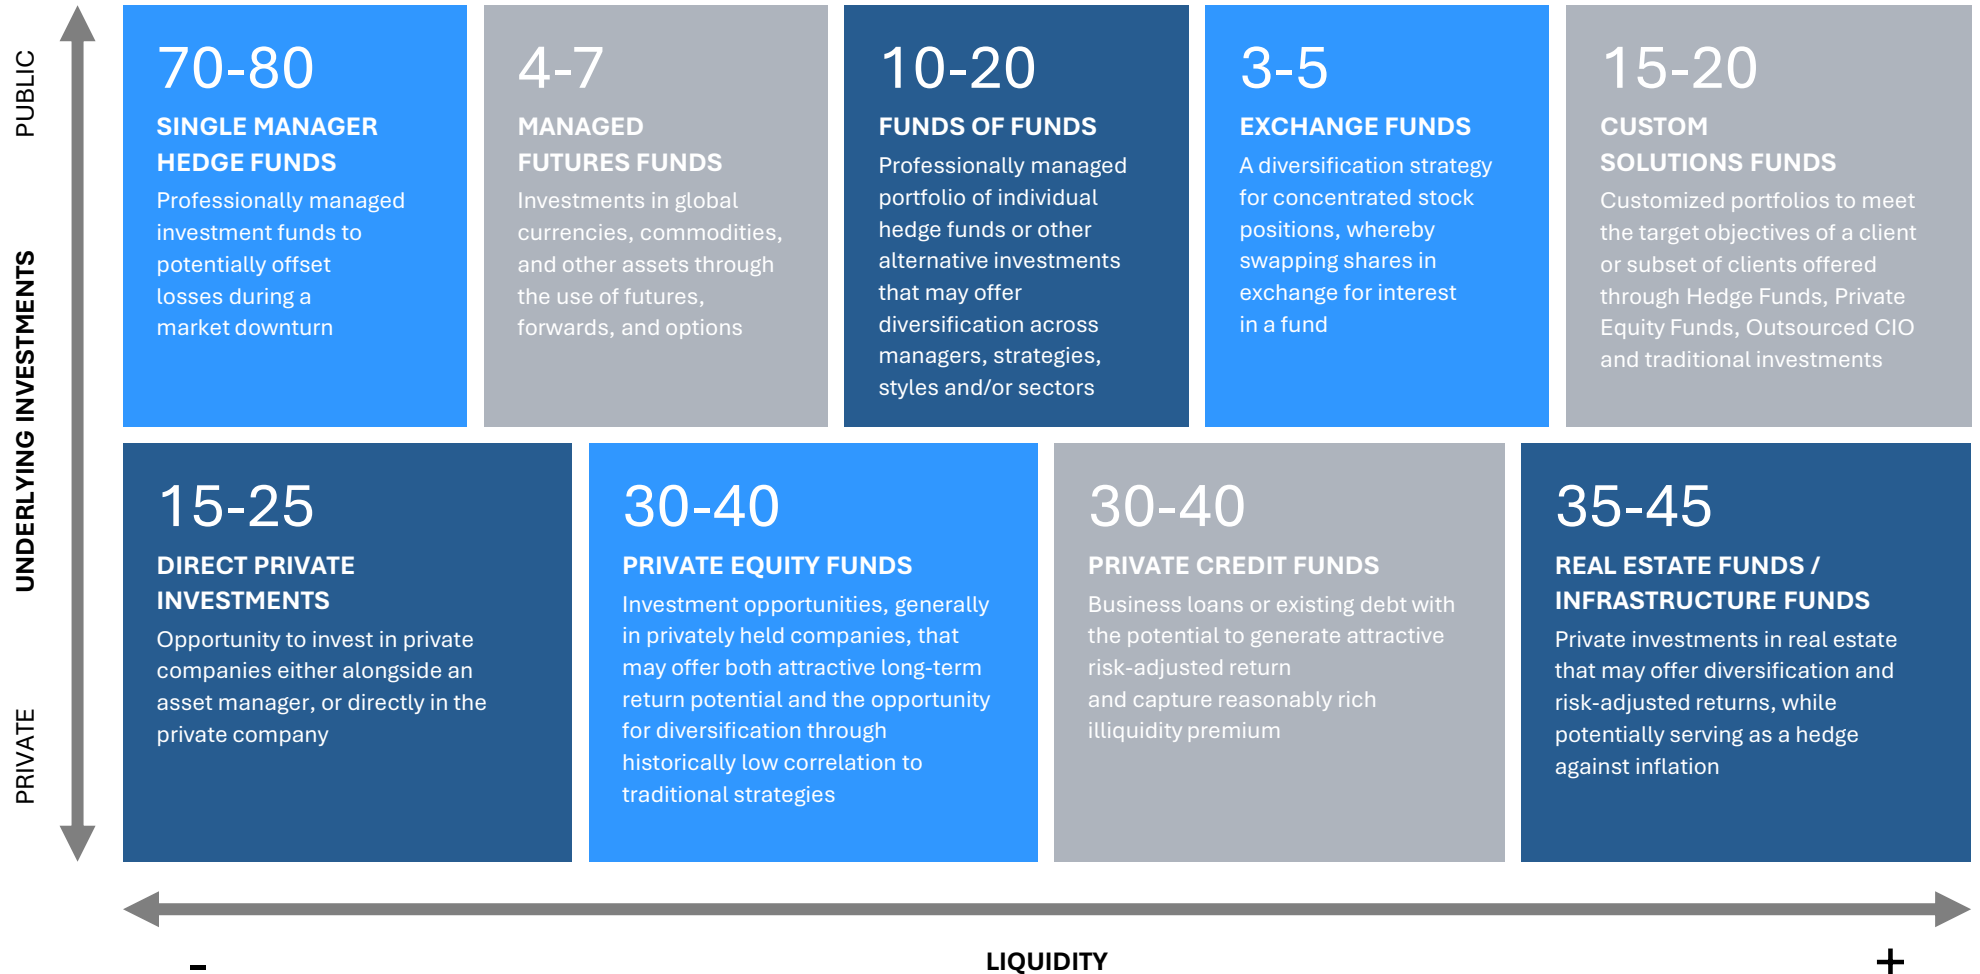 PUBLIC
UNDERLYING INVESTMENTS
PRIVATE
70-80
SINGLE MANAGER
HEDGE FUNDS
Professionally managed
investment funds to
potentially offset
losses during a
market downturn
4-7
MANAGED
FUTURES FUNDS
Investments in global
currencies, commodities,
and other assets through
the use of futures,
forwards, and options
10-20
FUNDS OF FUNDS
Professionally managed
portfolio of individual
hedge funds or other
alternative investments
that may offer
diversification across
managers, strategies,
styles and/or sectors
3-5
EXCHANGE FUNDS
A diversification strategy
for concentrated stock
positions, whereby
swapping shares in
exchange for interest
in a fund
15-20
CUSTOM
SOLUTIONS FUNDS
Customized portfolios to meet
the target objectives of a client
or subset of clients offered
through Hedge Funds, Private
Equity Funds, Outsourced CIO
and traditional investments
15-25
DIRECT PRIVATE
INVESTMENTS
Opportunity to invest in private
companies either alongside an
asset manager, or directly in the
private company
30-40
PRIVATE EQUITY FUNDS
Investment opportunities, generally
in privately held companies, that
may offer both attractive long-term
return potential and the opportunity
for diversification through
historically low correlation to
traditional strategies
30-40
PRIVATE CREDIT FUNDS
Business loans or existing debt with
the potential to generate attractive
risk-adjusted return
and capture reasonably rich
illiquidity premium
35-45
REAL ESTATE FUNDS /
INFRASTRUCTURE FUNDS
Private investments in real estate
that may offer diversification and
risk-adjusted returns, while
potentially serving as a hedge
against inflation
- LIQUIDITY +